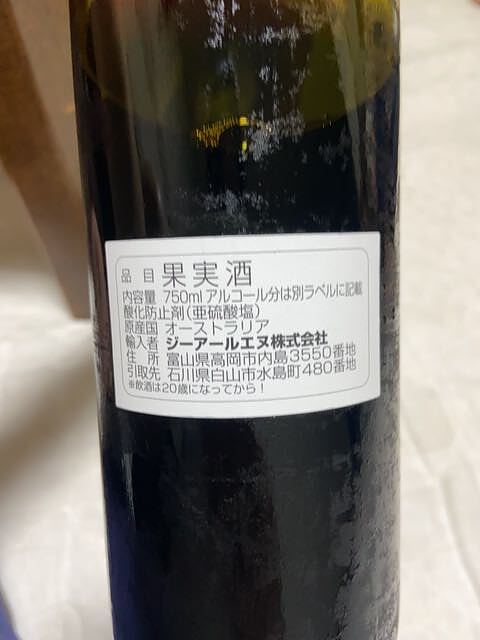 品目 果実酒
内容量 750ml アルコール分は別ラベルに記載
酸化防止剤(亜硫酸塩)
原産国 オーストラリア
輸入者 ジーアールエヌ株式会社
住所 富山県高岡市内島3550番地
引取先 石川県白山市水島町480番地
※飲酒は20歳になってから!